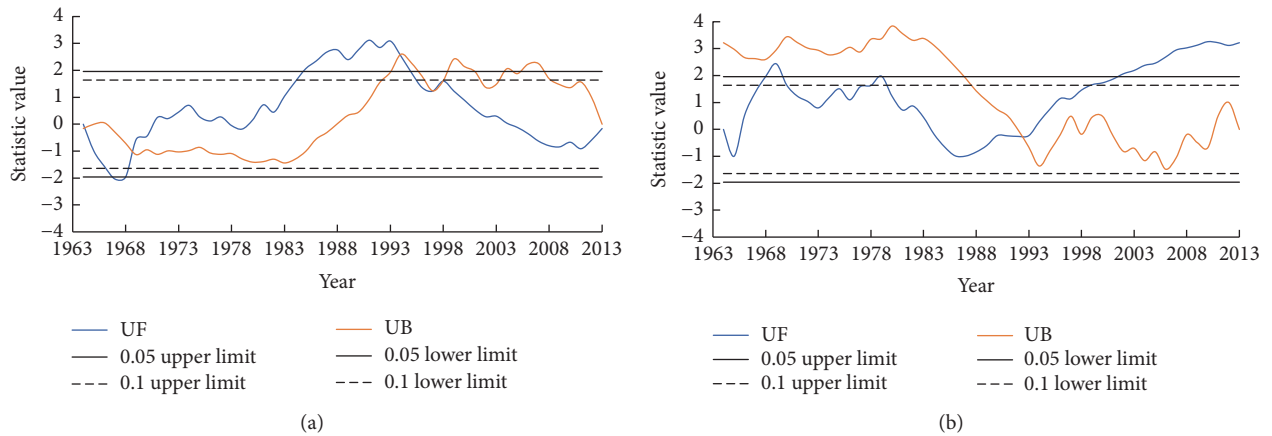 4
3
2
1
0
−1
−2
−3
−4
Statistic value
1963 1968 1973 1978 1983 1988 1993 1998 2003 2008 2013
Year
UF UB
0.05 upper limit 0.05 lower limit
0.1 upper limit 0.1 lower limit
(a)
4
3
2
1
0
−1
−2
−3
−4
Statistic value
1963 1968 1973 1978 1983 1988 1993 1998 2003 2008 2013
Year
UF UB
0.05 upper limit 0.05 lower limit
0.1 upper limit 0.1 lower limit
(b)